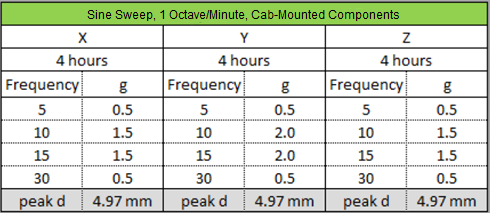 Sine Sweep, 1 Octave/Minute, Cab-Mounted Components
X Y Z
4 hours 4 hours 4 hours
Frequency g Frequency g Frequency g
5 0.5 5 0.5 5 0.5
10 1.5 10 2.0 10 1.5
15 1.5 15 2.0 15 1.5
30 0.5 30 0.5 30 0.5
peak d 4.97 mm peak d 4.97 mm peak d 4.97 mm